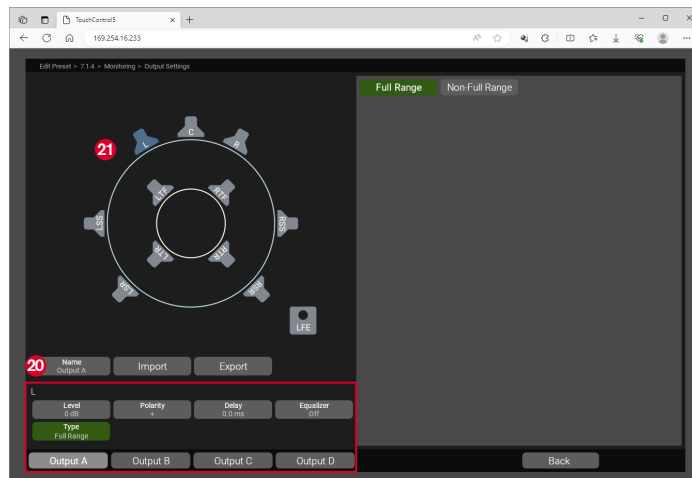 TouchControl5
169.254.16.233
Edit Preset > 7.1.4 > Monitoring > Output Settings
Full Range
Non-Full Range
21
L
C
R
LTF
RTF
LSS
RSS
LTR
RTR
LSR
RSR
LFE
20
Name
Output A
Import
Export
L
Level
0 dB
Polarity
+
Delay
0.0 ms
Equalizer
Off
Type
Full Range
Output A
Output B
Output C
Output D
Back